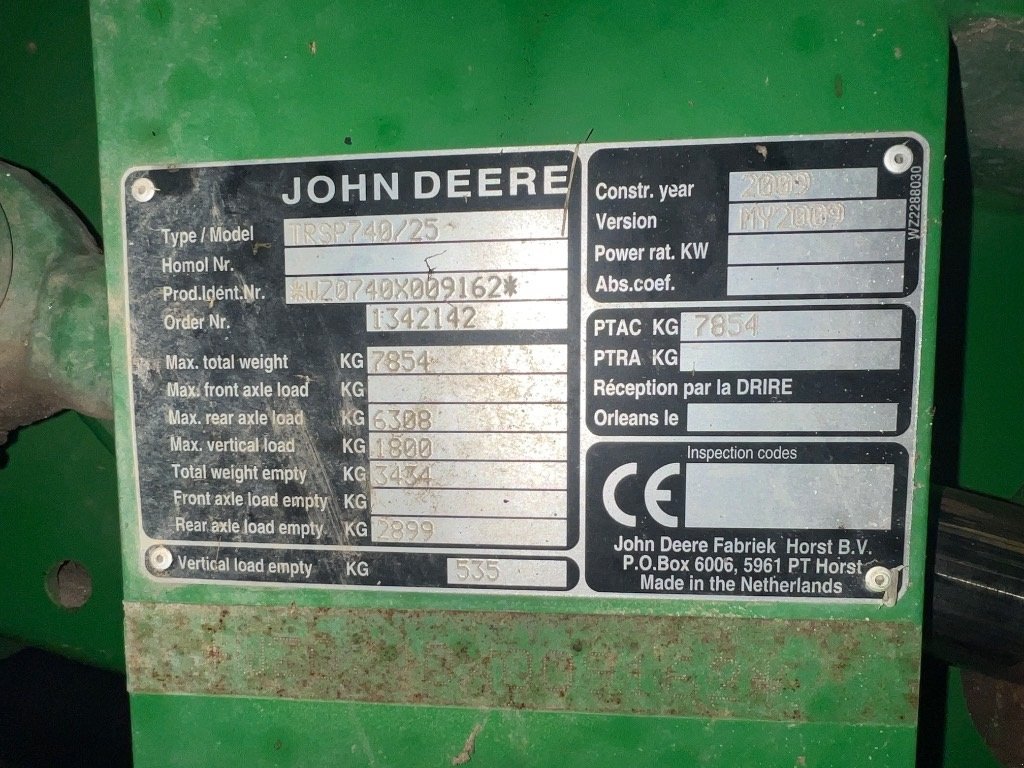 JOHN DEERE
Type / Model TRSP740/25
Homol Nr.
Prod.Ident.Nr. *WZ0740X009162*
Order Nr. 1342142
Max. total weight KG 7854
Max. front axle load KG
Max. rear axle load KG 6308
Max. vertical load KG 1800
Total weight empty KG 3434
Front axle load empty KG
Rear axle load empty KG 2899
Vertical load empty KG 535
Constr. year 2009
Version MY2009
Power rat. KW
Abs.coef.
WZ2288030
PTAC KG 7854
PTRA KG
Réception par la DRIRE
Orleans le
Inspection codes
CE
John Deere Fabriek Horst B.V.
P.O.Box 6006, 5961 PT Horst
Made in the Netherlands